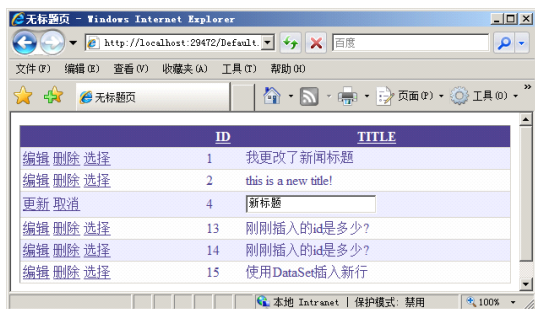 无标题页 - Windows Internet Explorer
http://localhost:29472/Default. 百度
文件(F) 编辑(E) 查看(V) 收藏夹(A) 工具(T) 帮助(H)
无标题页 页面(P) 工具(O) »
ID TITLE
编辑 删除 选择 1 我更改了新闻标题
编辑 删除 选择 2 this is a new title!
更新 取消 4 新标题
编辑 删除 选择 13 刚刚插入的id是多少?
编辑 删除 选择 14 刚刚插入的id是多少?
编辑 删除 选择 15 使用DataSet插入新行
本地 Intranet | 保护模式: 禁用 100%